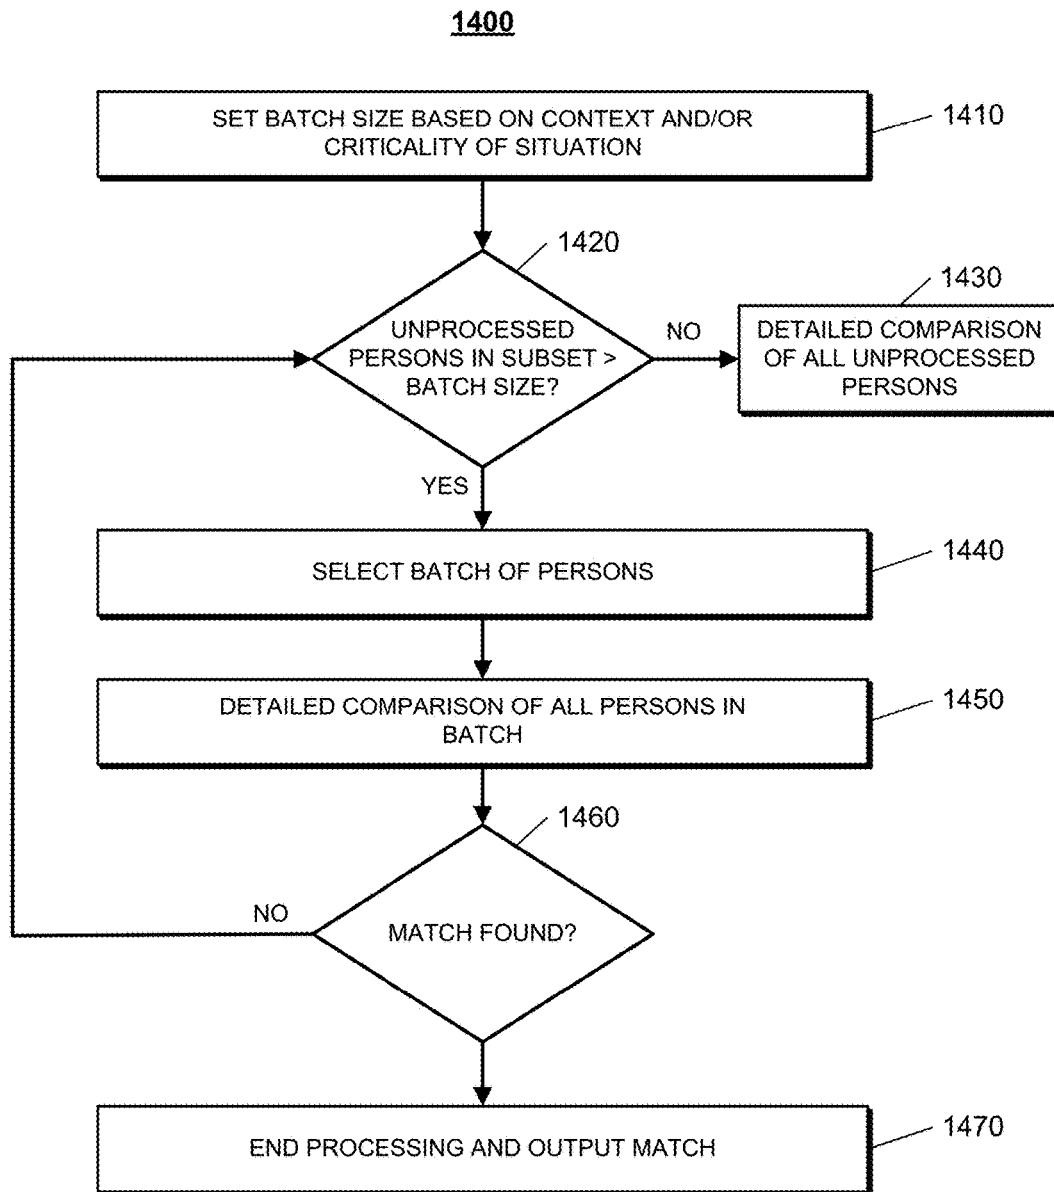 1400
SET BATCH SIZE BASED ON CONTEXT AND/OR
CRITICALITY OF SITUATION
1410
1420
UNPROCESSED
PERSONS IN SUBSET >
BATCH SIZE?
NO
1430
DETAILED COMPARISON
OF ALL UNPROCESSED
PERSONS
YES
SELECT BATCH OF PERSONS
1440
DETAILED COMPARISON OF ALL PERSONS IN
BATCH
1450
1460
MATCH FOUND?
NO
END PROCESSING AND OUTPUT MATCH
1470